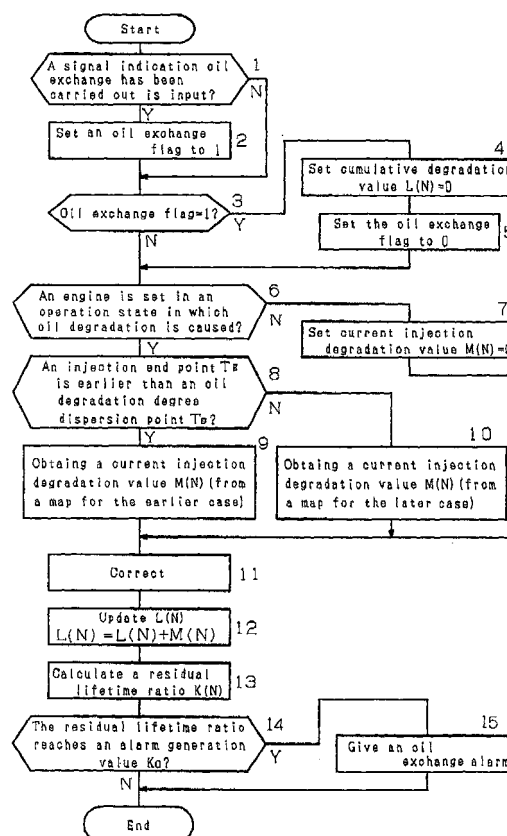 Start
A signal indication oil
exchange has been
carried out is input?
1
N
Y
Set an oil exchange
flag to 1
2
Oil exchange flag=1?
3
Y
N
4
Set cumulative degradation
value L(N)=0
Set the oil exchange
flag to 0
5
An engine is set in an
operation state in which
oil degradation is caused?
6
N
Y
7
Set current injection
degradation value M(N)=
An injection end point TE
is earlier than an oil
degradation degree
dispersion point
8
N
Y
9
Obtaing a current injection
degradation value M(N) (from
a map for the earlier case)
10
Obtaing a current injection
degradation value M(N) (from
a map for the later case)
Correct
11
Update L(N)
L(N) =L(N)+M(N)
12
Calculate a residual
lifetime ratio K(N)
13
The residual lifetime ratio
reaches an alarm generation
value Ka?
14
Y
N
15
Give an oil
exchange alarm
End